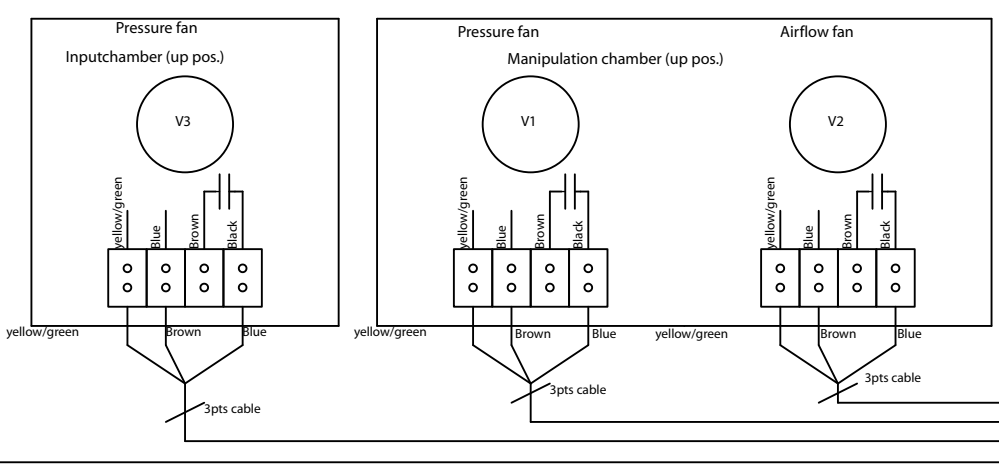 Pressure fan
Inputchamber (up pos.)
V3
yellow/green
Blue
Brown
Black
yellow/green
Brown
Blue
3pts cable
Pressure fan
Airflow fan
Manipulation chamber (up pos.)
V1
yellow/green
Blue
Brown
Black
yellow/green
Brown
Blue
3pts cable
V2
yellow/green
Blue
Brown
Black
yellow/green
Brown
Blue
3pts cable